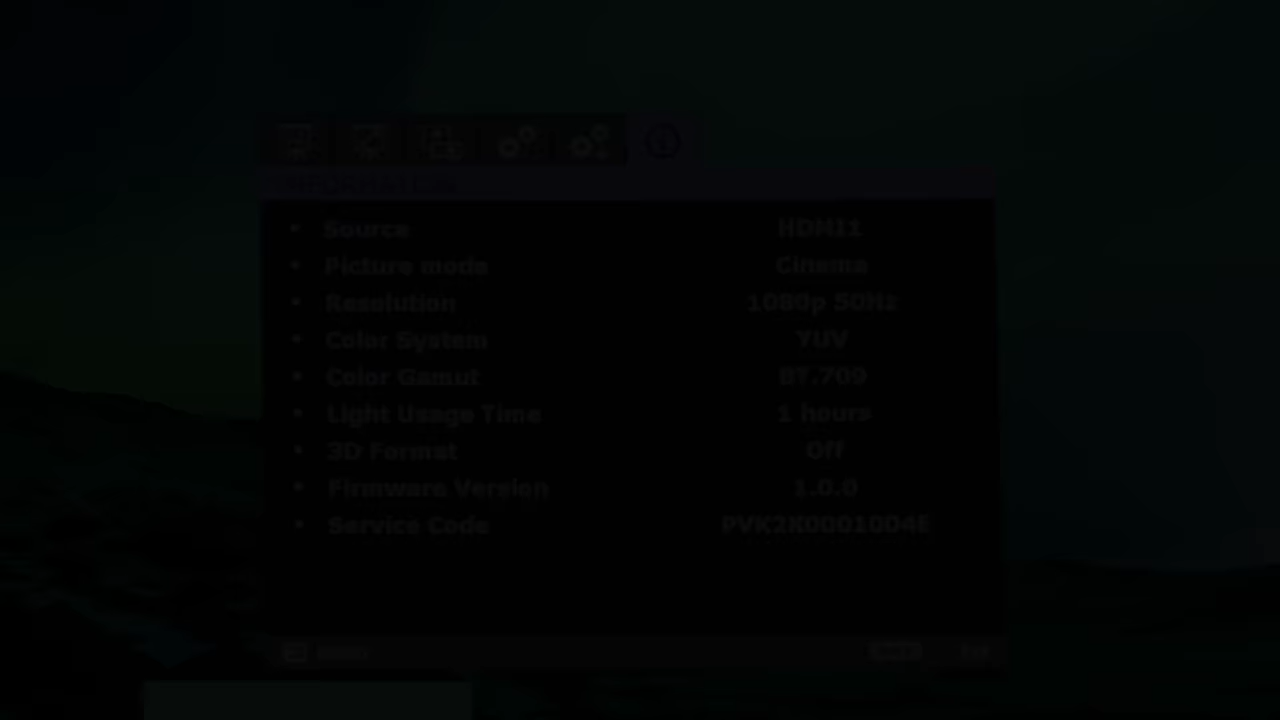 INFORMATION
• Source HDMI1
• Picture mode Cinema
• Resolution 1080p 50Hz
• Color System YUV
• Color Gamut BT.709
• Light Usage Time 1 hours
• 3D Format Off
• Firmware Version 1.0.0
• Service Code